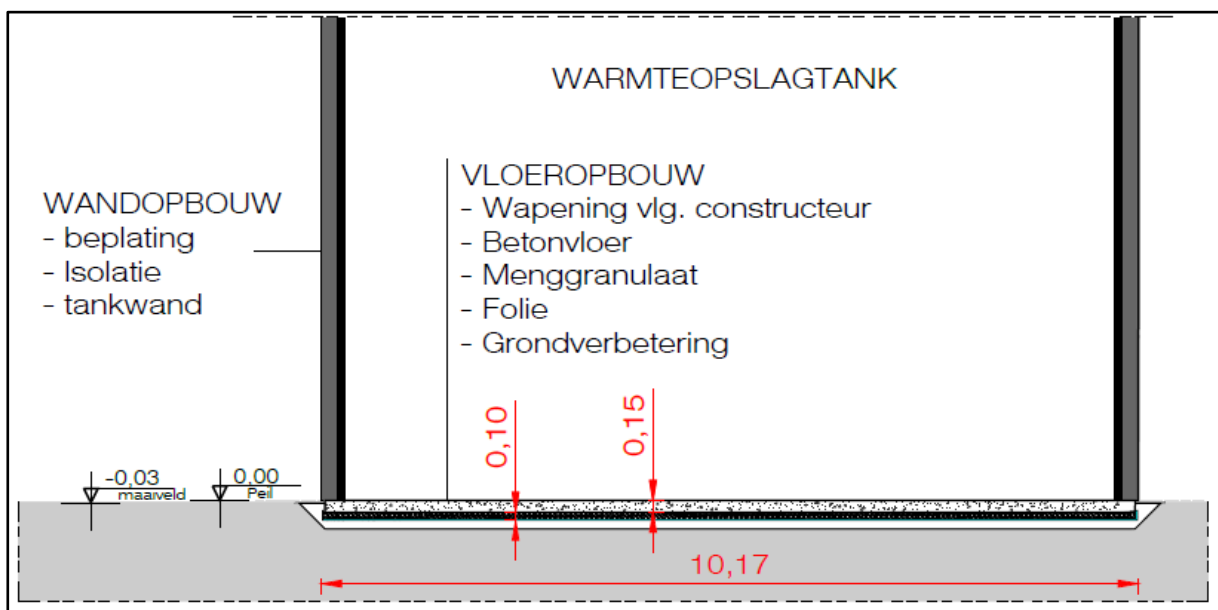 WARMTEOPSLAGTANK
WANDOPBOUW
- beplating
- Isolatie
- tankwand
VLOEROPBOUW
- Wapening vlg. constructeur
- Betonvloer
- Menggranulaat
- Folie
- Grondverbetering
0,10
0,15
-0,03
maaiveld
0,00
Peil
10,17